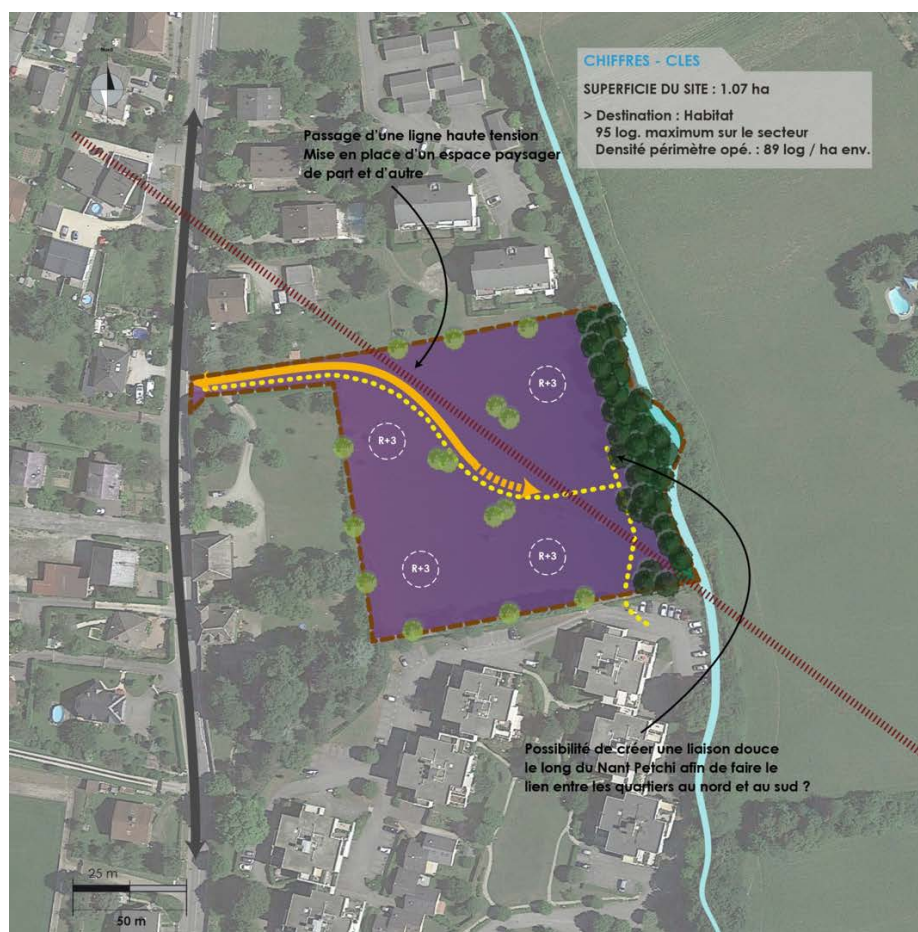 Nord
CHIFFRES - CLES
SUPERFICIE DU SITE : 1.07 ha
> Destination : Habitat
95 log. maximum sur le secteur
Densité périmètre opé. : 89 log / ha env.
Passage d'une ligne haute tension
Mise en place d'un espace paysager
de part et d'autre
R+3
R+3
R+3
R+3
Possibilité de créer une liaison douce
le long du Nant Petchi afin de faire le
lien entre les quartiers au nord et au sud ?
25 m
50 m